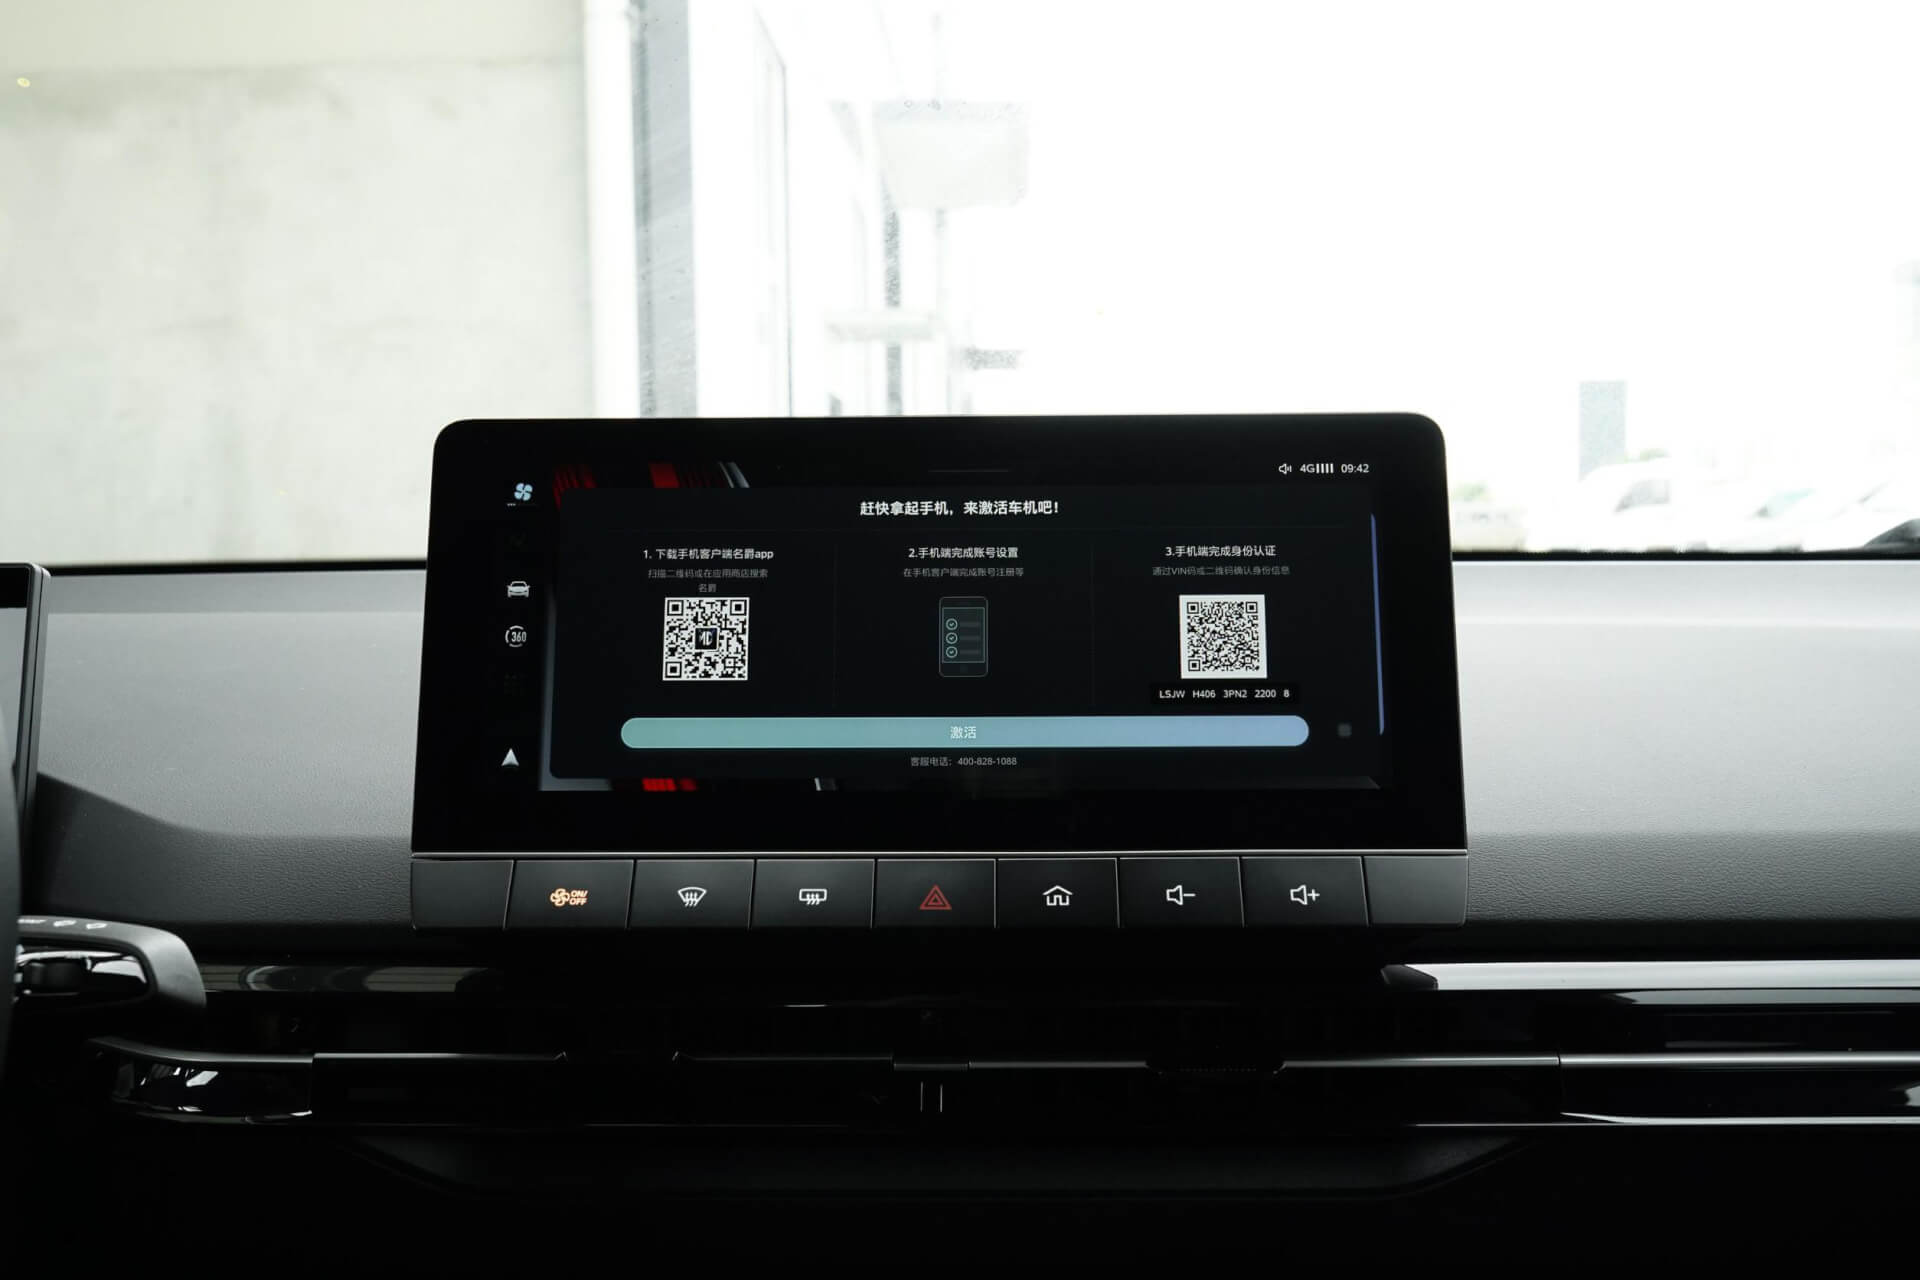 4G 09:42
赶快拿起手机，来激活车机吧！
1. 下载手机客户端名爵app
扫描二维码或在应用商店搜索
名爵
MG
2.手机端完成账号设置
在手机客户端完成账号注册等
3.手机端完成身份认证
通过VIN码或二维码确认身份信息
LSJW H406 3PN2 2200 8
360
激活
客服电话：400-828-1088
ON/
OFF